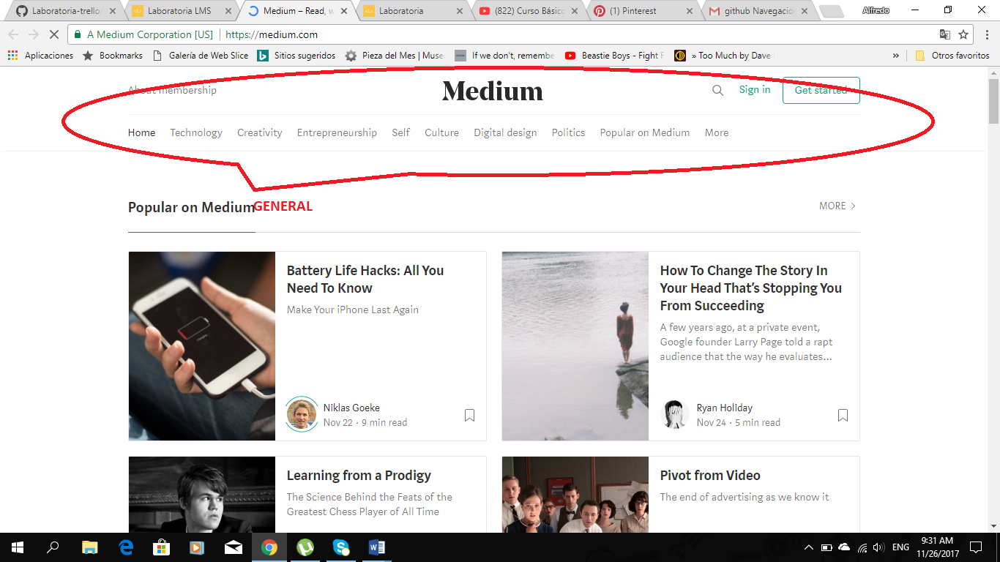 Laboratoria-trello/
Laboratoria LMS
Medium – Read, w
Laboratoria
(822) Curso Básico
(1) Pinterest
github Navegacion
Alfredo
A Medium Corporation [US]
https://medium.com
Aplicaciones
Bookmarks
Galería de Web Slice
Sitios sugeridos
Pieza del Mes | Muse
If we don't, remembe
Beastie Boys - Fight F
» Too Much by Dave
»
Otros favoritos
About membership
Medium
Sign in
Get started
Home
Technology
Creativity
Entrepreneurship
Self
Culture
Digital design
Politics
Popular on Medium
More
Popular on Medium
GENERAL
MORE
Battery Life Hacks: All You
Need To Know
Make Your iPhone Last Again
Niklas Goeke
Nov 22 · 9 min read
How To Change The Story In
Your Head That’s Stopping You
From Succeeding
A few years ago, at a private event,
Google founder Larry Page told a rapt
audience that the way he evaluates…
Ryan Holiday
Nov 24 · 5 min read
Learning from a Prodigy
The Science Behind the Feats of the
Greatest Chess Player of All Time
Pivot from Video
The end of advertising as we know it
ENG
9:31 AM
11/26/2017